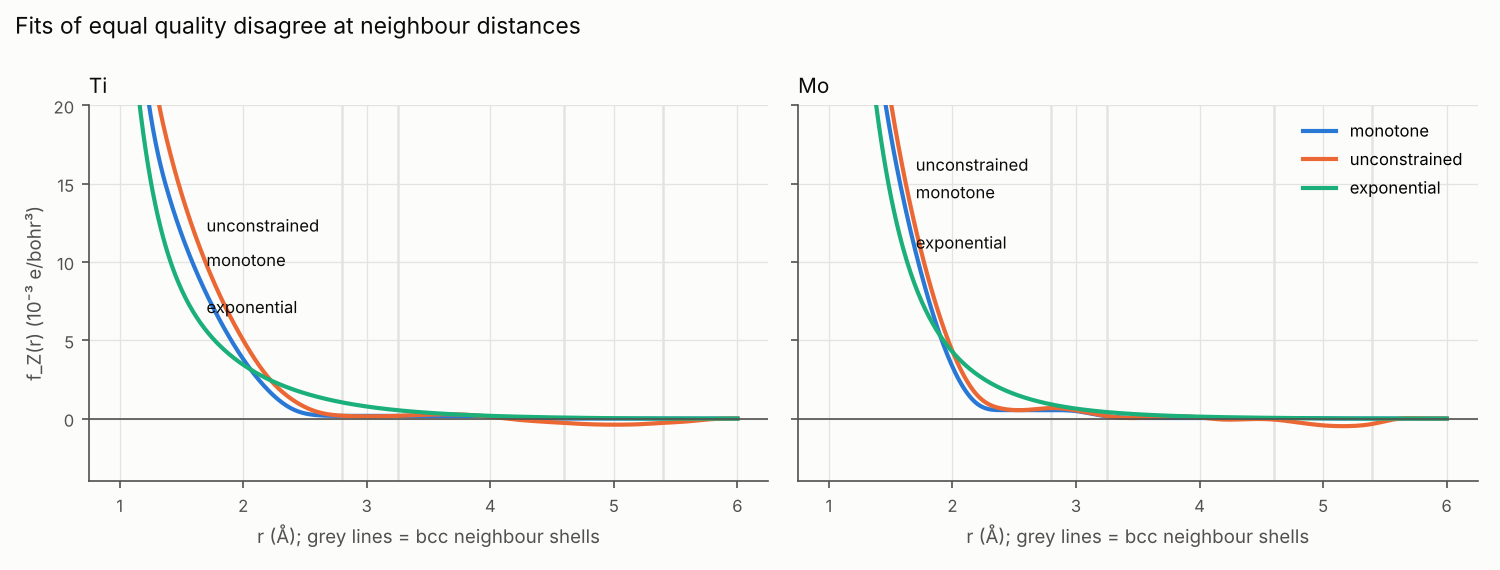 Fits of equal quality disagree at neighbour distances
Ti
20
15
10
5
0
f_Z(r) (10⁻³ e/bohr³)
unconstrained
monotone
exponential
1 2 3 4 5 6
r (Å); grey lines = bcc neighbour shells
Mo
unconstrained
monotone
exponential
monotone
unconstrained
exponential
1 2 3 4 5 6
r (Å); grey lines = bcc neighbour shells